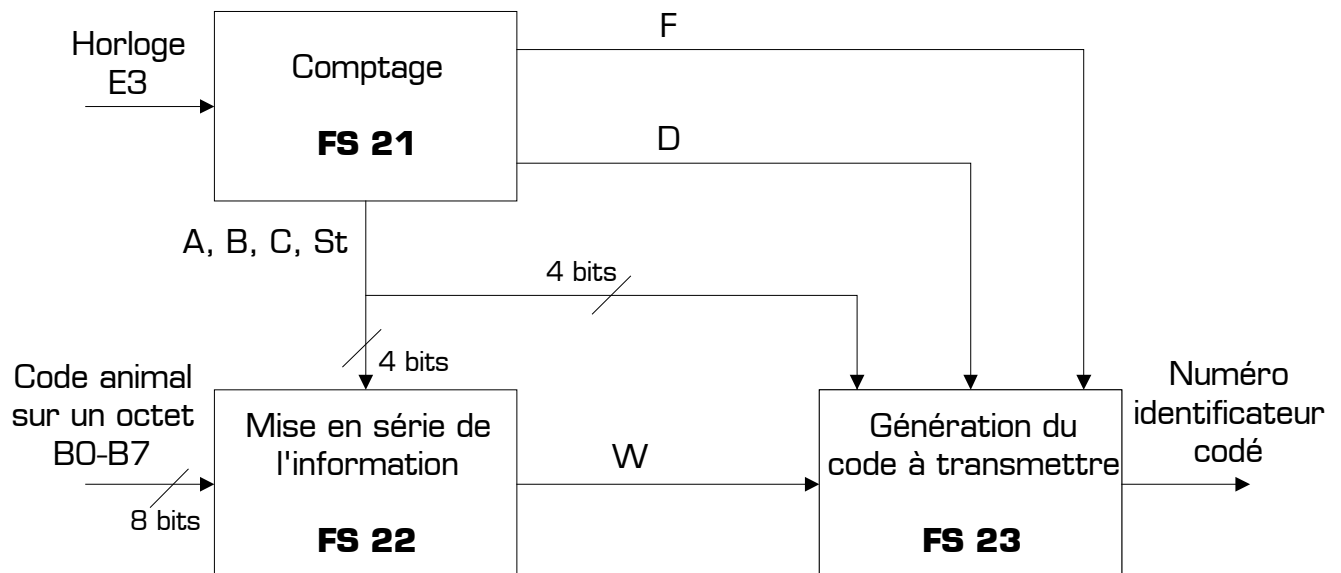 F
Horloge
E3
Comptage
FS 21
D
A, B, C, St
4 bits
4 bits
Code animal
sur un octet
B0-B7
8 bits
Mise en série de
l'information
FS 22
W
Génération du
code à transmettre
FS 23
Numéro
identificateur
codé